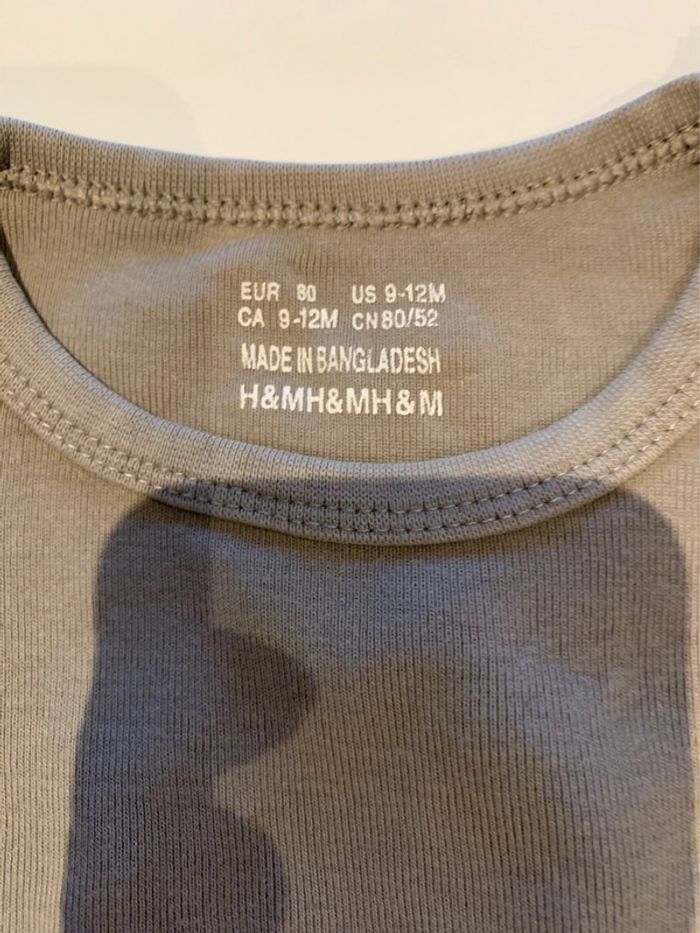 EUR 80 US 9-12M
CA 9-12M CN 80/52
MADE IN BANGLADESH
H&MH&MH&M